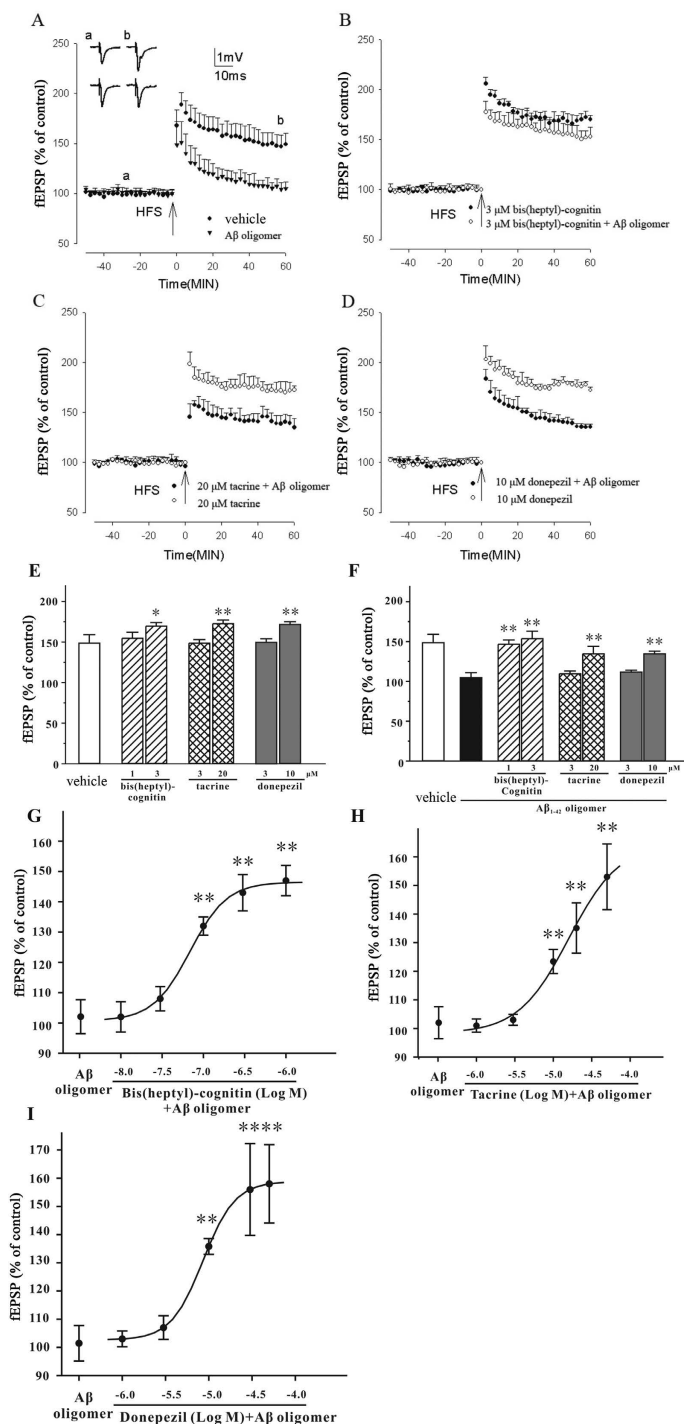 A
a b
1mV
10ms
250
200
150
100
50
fEPSP (% of control)
b
a
HFS
vehicle
Aβ oligomer
-40 -20 0 20 40 60
Time(MIN)
B
250
200
150
100
50
fEPSP (% of control)
HFS
3 μM bis(heptyl)-cognitin
3 μM bis(heptyl)-cognitin + Aβ oligomer
-40 -20 0 20 40 60
Time(MIN)
C
250
200
150
100
50
fEPSP (% of control)
HFS
20 μM tacrine + Aβ oligomer
20 μM tacrine
-40 -20 0 20 40 60
Time(MIN)
D
250
200
150
100
50
fEPSP (% of control)
HFS
10 μM donepezil + Aβ oligomer
10 μM donepezil
-40 -20 0 20 40 60
Time(MIN)
E
200
150
100
50
0
fEPSP (% of control)
* ** **
1 3 3 20 3 10 μM
vehicle bis(heptyl)- tacrine donepezil
cognitin
F
200
150
100
50
0
fEPSP (% of control)
** ** ** **
1 3 3 20 3 10 μM
bis(heptyl)- tacrine donepezil
Cognitin
vehicle Aβ1-42 oligomer
G
160
150
140
130
120
110
100
90
fEPSP (% of control)
** ** **
Aβ -8.0 -7.5 -7.0 -6.5 -6.0
oligomer Bis(heptyl)-cognitin (Log M)
+Aβ oligomer
H
160
150
140
130
120
110
100
90
fEPSP (% of control)
** ** **
Aβ -6.0 -5.5 -5.0 -4.5 -4.0
oligomer Tacrine (Log M)+Aβ oligomer
I
170
160
150
140
130
120
110
100
90
fEPSP (% of control)
** ****
Aβ -6.0 -5.5 -5.0 -4.5 -4.0
oligomer Donepezil (Log M)+Aβ oligomer